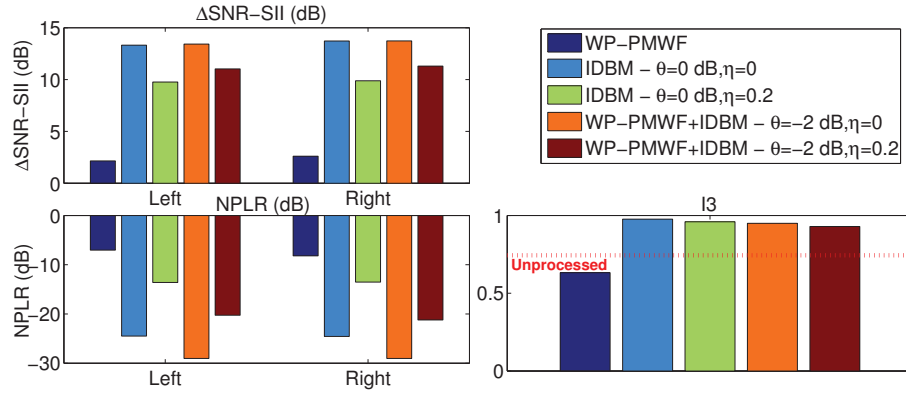 ΔSNR−SII (dB)
ΔSNR−SII (dB)
15
10
5
0
Left
Right
WP−PMWF
IDBM − θ=0 dB,η=0
IDBM − θ=0 dB,η=0.2
WP−PMWF+IDBM − θ=−2 dB,η=0
WP−PMWF+IDBM − θ=−2 dB,η=0.2
NPLR (dB)
NPLR (dB)
0
−10
−20
−30
Left
Right
I3
1
0.5
0
Unprocessed